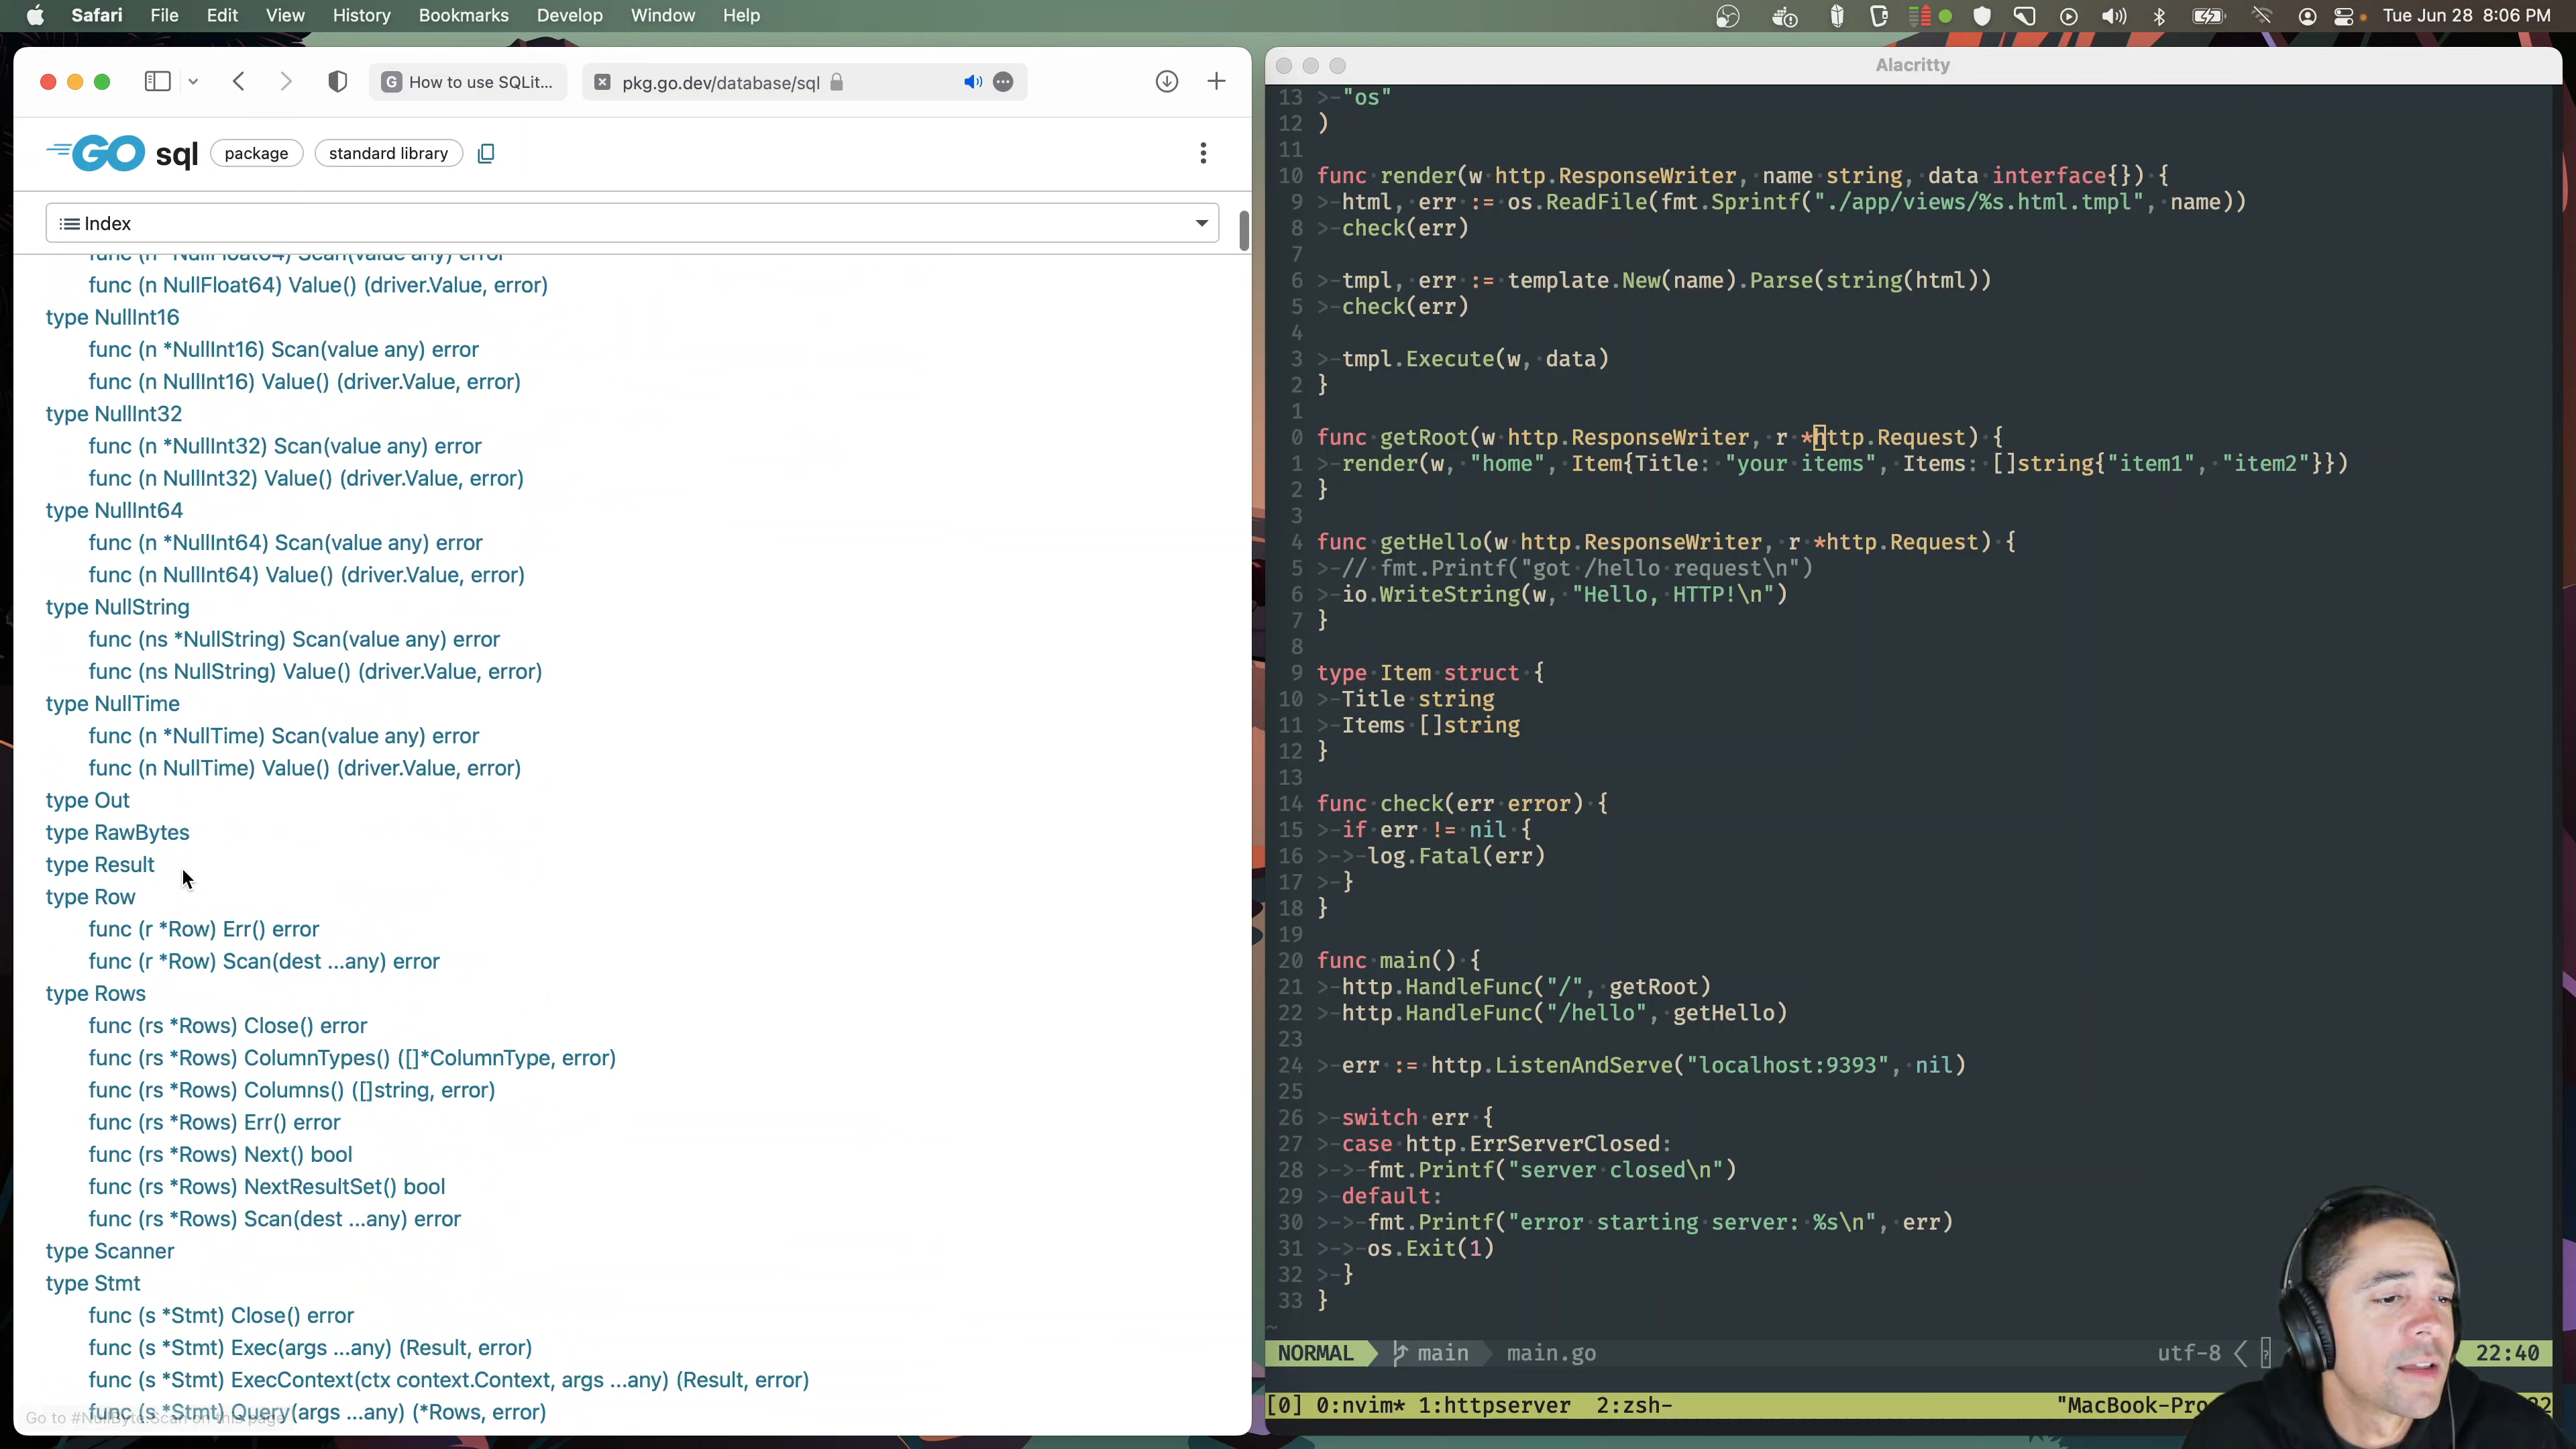 Safari File Edit View History Bookmarks Develop Window Help
Tue Jun 28 8:06 PM
How to use SQLit...
pkg.go.dev/database/sql
GO sql package standard library
Index
func (n *NullFloat64) Scan(value any) error
func (n NullFloat64) Value() (driver.Value, error)
type NullInt16
func (n *NullInt16) Scan(value any) error
func (n NullInt16) Value() (driver.Value, error)
type NullInt32
func (n *NullInt32) Scan(value any) error
func (n NullInt32) Value() (driver.Value, error)
type NullInt64
func (n *NullInt64) Scan(value any) error
func (n NullInt64) Value() (driver.Value, error)
type NullString
func (ns *NullString) Scan(value any) error
func (ns NullString) Value() (driver.Value, error)
type NullTime
func (n *NullTime) Scan(value any) error
func (n NullTime) Value() (driver.Value, error)
type Out
type RawBytes
type Result
type Row
func (r *Row) Err() error
func (r *Row) Scan(dest ...any) error
type Rows
func (rs *Rows) Close() error
func (rs *Rows) ColumnTypes() ([]*ColumnType, error)
func (rs *Rows) Columns() ([]string, error)
func (rs *Rows) Err() error
func (rs *Rows) Next() bool
func (rs *Rows) NextResultSet() bool
func (rs *Rows) Scan(dest ...any) error
type Scanner
type Stmt
func (s *Stmt) Close() error
func (s *Stmt) Exec(args ...any) (Result, error)
func (s *Stmt) ExecContext(ctx context.Context, args ...any) (Result, error)
func (s *Stmt) Query(args ...any) (*Rows, error)
Go to #NullByte.Scan on this page
Alacritty
13 >-"os"
12 )
11
10 func render(w http.ResponseWriter, name string, data interface{}) {
9 >-html, err := os.ReadFile(fmt.Sprintf("./app/views/%s.html.tmpl", name))
8 >-check(err)
7
6 >-tmpl, err := template.New(name).Parse(string(html))
5 >-check(err)
4
3 >-tmpl.Execute(w, data)
2 }
1
0 func getRoot(w http.ResponseWriter, r *http.Request) {
1 >-render(w, "home", Item{Title: "your items", Items: []string{"item1", "item2"}})
2 }
3
4 func getHello(w http.ResponseWriter, r *http.Request) {
5 >-// fmt.Printf("got /hello request\n")
6 >-io.WriteString(w, "Hello, HTTP!\n")
7 }
8
9 type Item struct {
10 >-Title string
11 >-Items []string
12 }
13
14 func check(err error) {
15 >-if err != nil {
16 >->-log.Fatal(err)
17 >-}
18 }
19
20 func main() {
21 >-http.HandleFunc("/", getRoot)
22 >-http.HandleFunc("/hello", getHello)
23
24 >-err := http.ListenAndServe("localhost:9393", nil)
25
26 >-switch err {
27 >-case http.ErrServerClosed:
28 >->-fmt.Printf("server closed\n")
29 >-default:
30 >->-fmt.Printf("error starting server: %s\n", err)
31 >->-os.Exit(1)
32 >-}
33 }
~
NORMAL main main.go utf-8 22:40
[0] 0:nvim* 1:httpserver 2:zsh- "MacBook-Pro